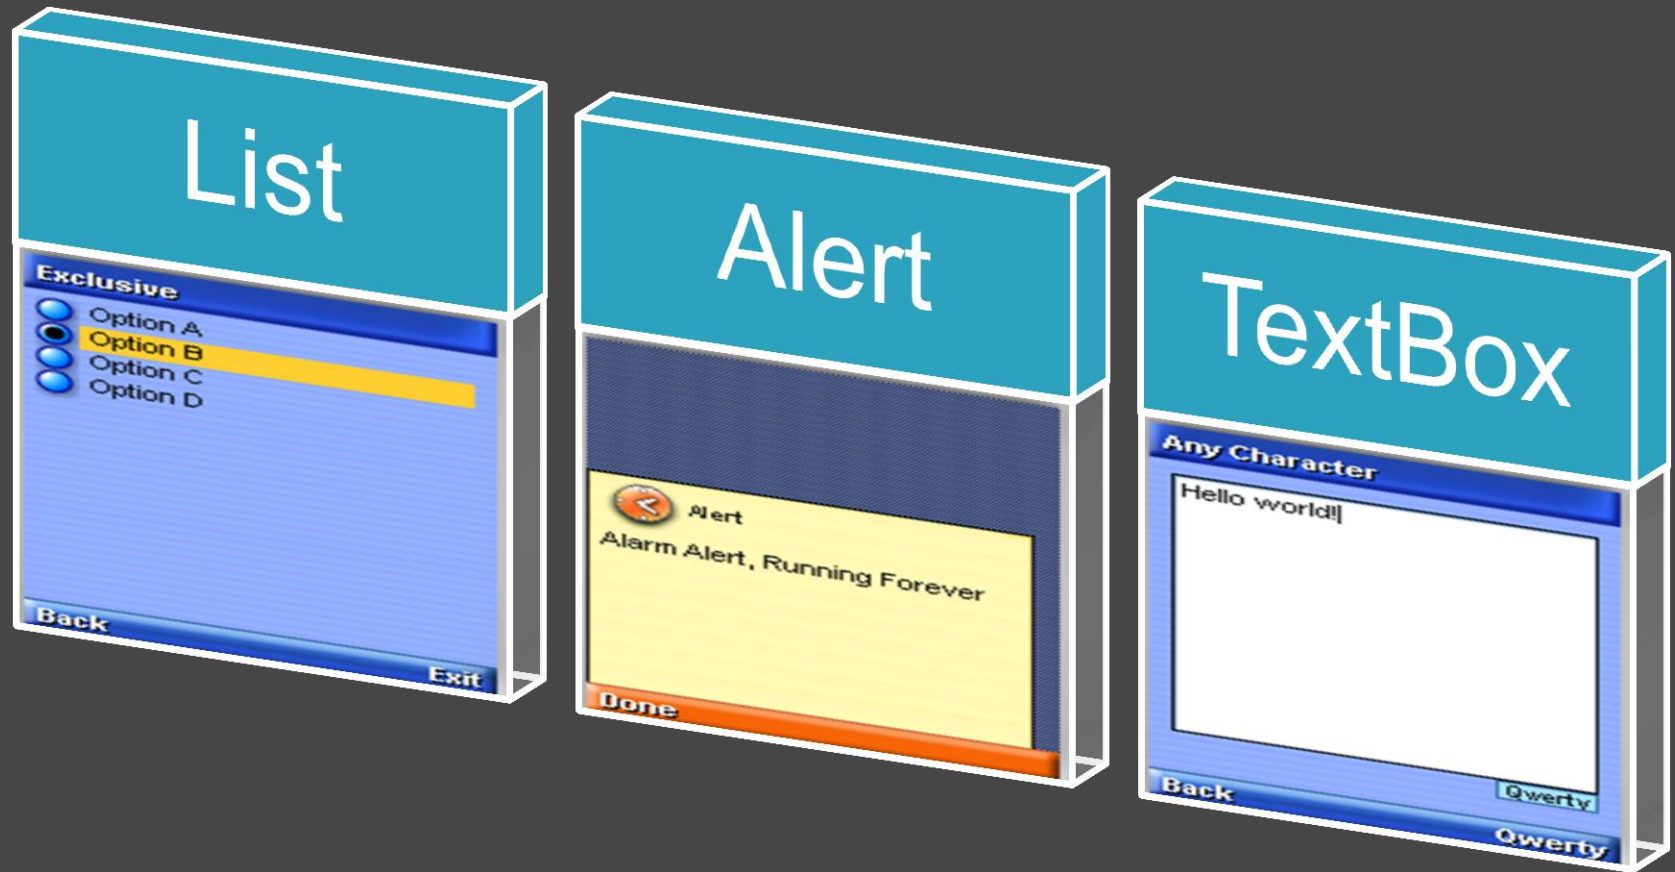 List
Exclusive
Option A
Option B
Option C
Option D
Back
Exit
Alert
Alert
Alarm Alert, Running Forever
Done
TextBox
Any Character
Hello world!
Qwerty
Back
Qwerty